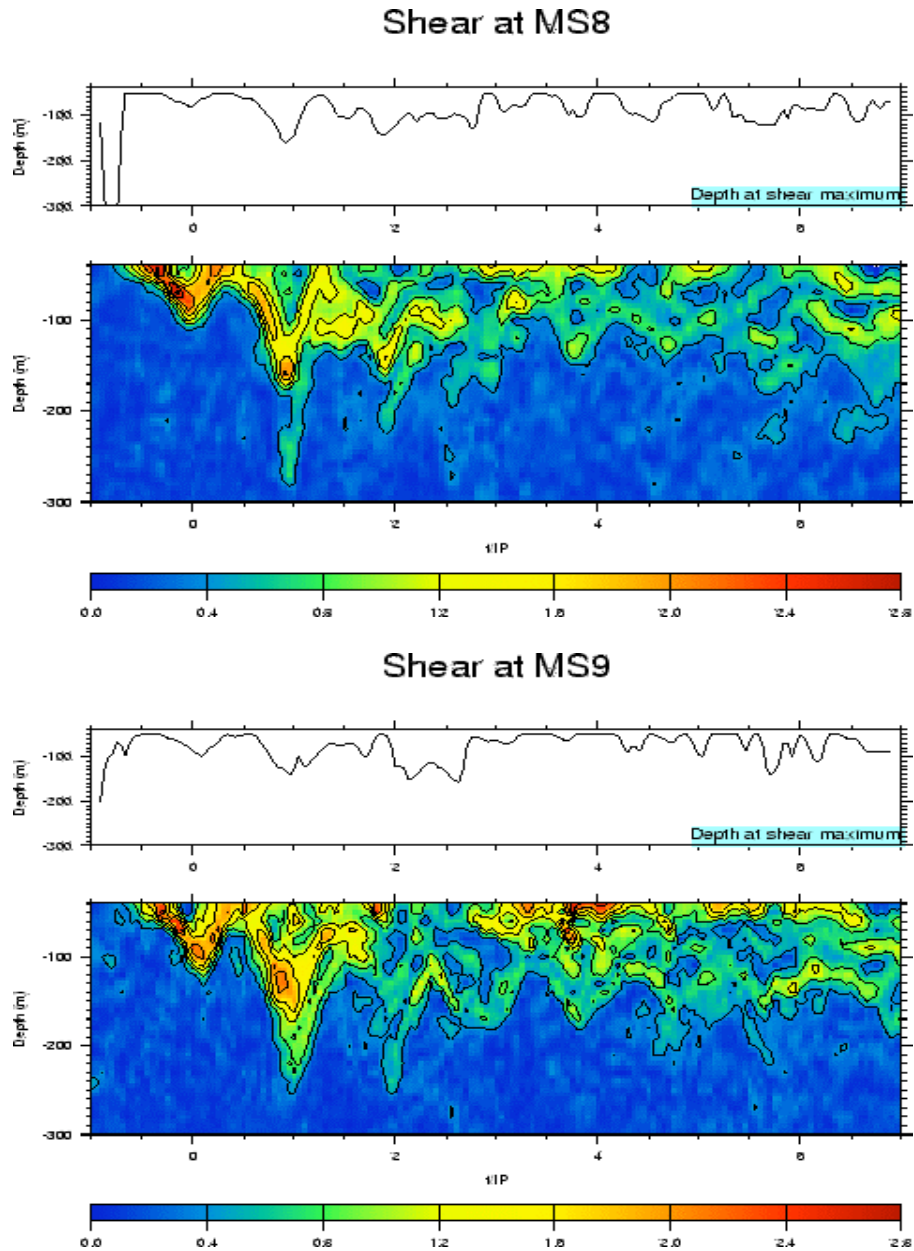 Shear at MS8
Depth (m)
-100.
-200.
-300.
Depth at shear maximum
0 2 4 6
Depth (m)
-100
-200
-300
0 2 4 6
t/IP
0.0 0.4 0.8 1.2 1.6 2.0 2.4 2.8
Shear at MS9
Depth (m)
-100.
-200.
-300.
Depth at shear maximum
0 2 4 6
Depth (m)
-100
-200
-300
0 2 4 6
t/IP
0.0 0.4 0.8 1.2 1.6 2.0 2.4 2.8